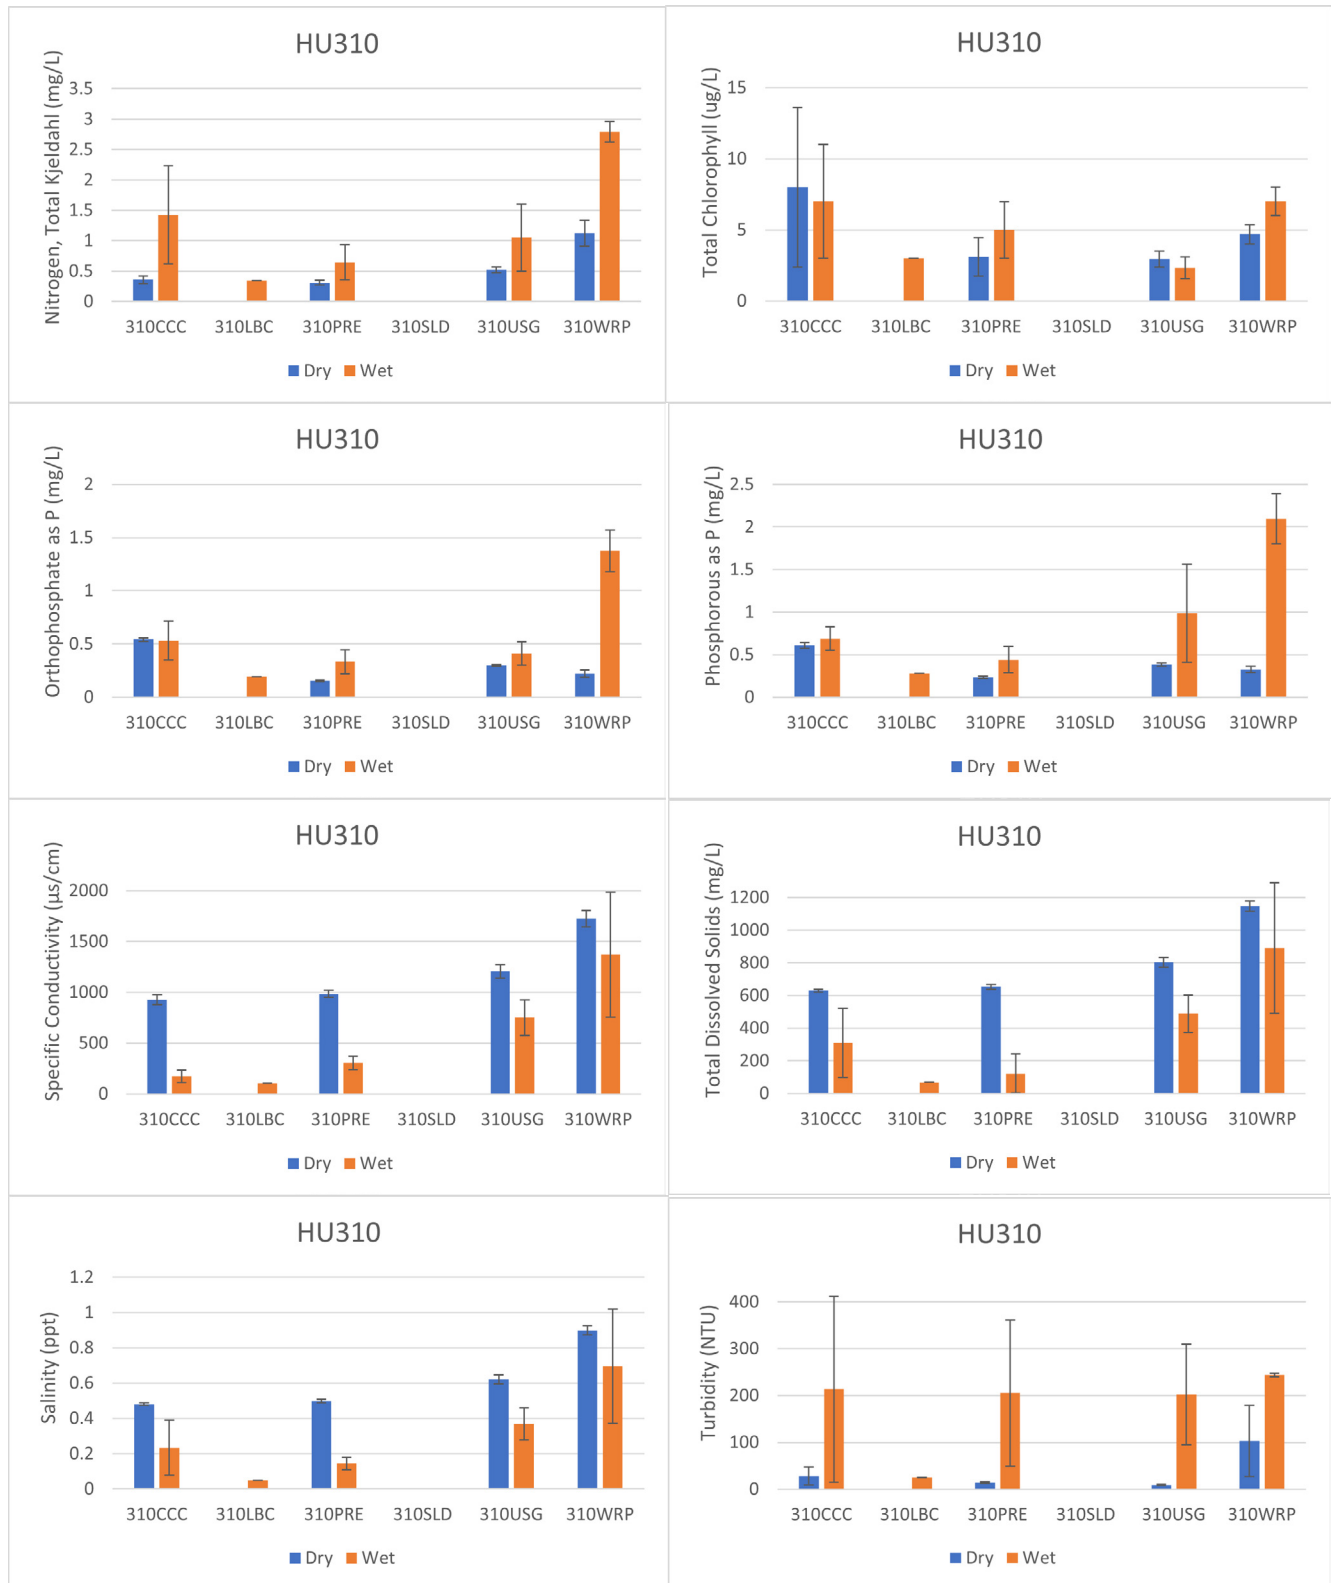 HU310
Nitrogen, Total Kjeldahl (mg/L)
3.5
3
2.5
2
1.5
1
0.5
0
310CCC 310LBC 310PRE 310SLD 310USG 310WRP
Dry Wet
HU310
Total Chlorophyll (ug/L)
15
10
5
0
310CCC 310LBC 310PRE 310SLD 310USG 310WRP
Dry Wet
HU310
Orthophosphate as P (mg/L)
2
1.5
1
0.5
0
310CCC 310LBC 310PRE 310SLD 310USG 310WRP
Dry Wet
HU310
Phosphorous as P (mg/L)
2.5
2
1.5
1
0.5
0
310CCC 310LBC 310PRE 310SLD 310USG 310WRP
Dry Wet
HU310
Specific Conductivity (µs/cm)
2000
1500
1000
500
0
310CCC 310LBC 310PRE 310SLD 310USG 310WRP
Dry Wet
HU310
Total Dissolved Solids (mg/L)
1200
1000
800
600
400
200
0
310CCC 310LBC 310PRE 310SLD 310USG 310WRP
Dry Wet
HU310
Salinity (ppt)
1.2
1
0.8
0.6
0.4
0.2
0
310CCC 310LBC 310PRE 310SLD 310USG 310WRP
Dry Wet
HU310
Turbidity (NTU)
400
300
200
100
0
310CCC 310LBC 310PRE 310SLD 310USG 310WRP
Dry Wet